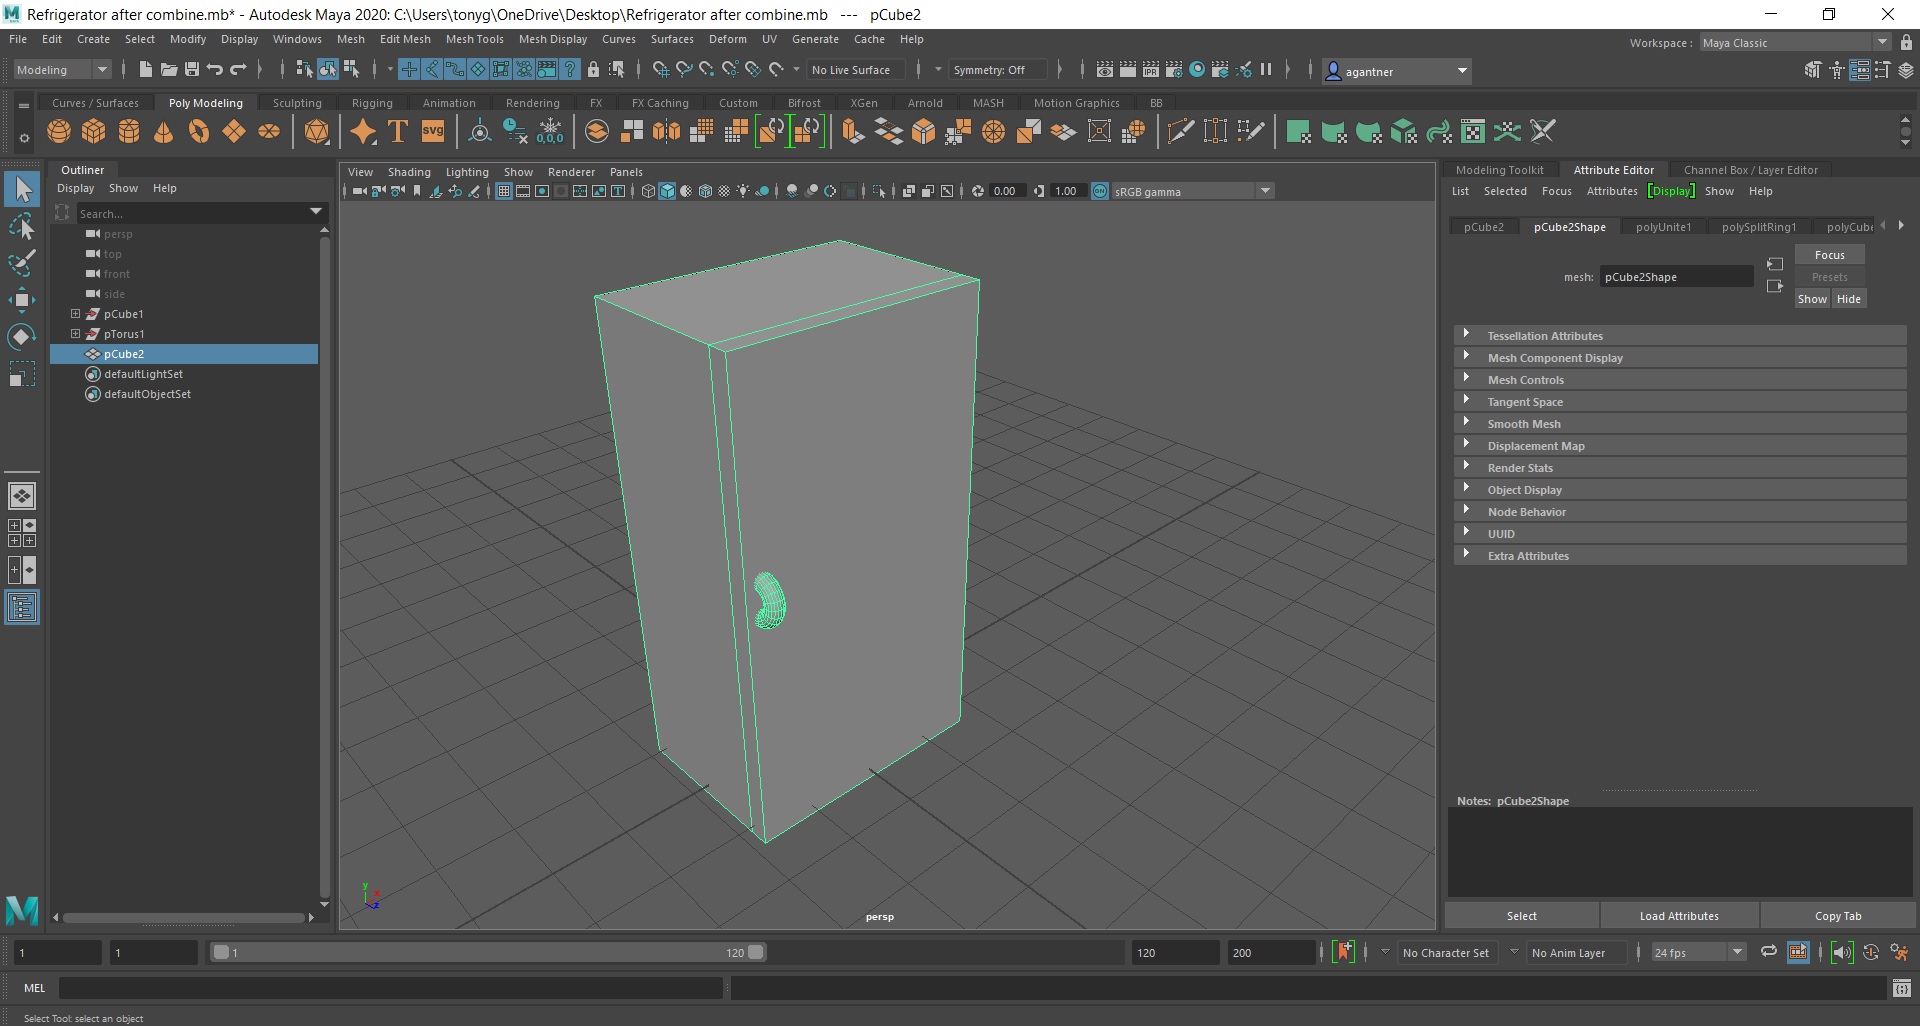 Refrigerator after combine.mb* - Autodesk Maya 2020: C:\Users\tonyg\OneDrive\Desktop\Refrigerator after combine.mb --- pCube2
File Edit Create Select Modify Display Windows Mesh Edit Mesh Mesh Tools Mesh Display Curves Surfaces Deform UV Generate Cache Help
Workspace : Maya Classic
Modeling No Live Surface Symmetry: Off agantner
Curves / Surfaces Poly Modeling Sculpting Rigging Animation Rendering FX FX Caching Custom Bifrost XGen Arnold MASH Motion Graphics BB
T SVG 0,0,0
Outliner
Display Show Help
Search...
persp
top
front
side
pCube1
pTorus1
pCube2
defaultLightSet
defaultObjectSet
View Shading Lighting Show Renderer Panels
0.00 1.00 ON sRGB gamma
y
x
z
persp
Modeling Toolkit Attribute Editor Channel Box / Layer Editor
List Selected Focus Attributes Display Show Help
pCube2 pCube2Shape polyUnite1 polySplitRing1 polyCube
mesh: pCube2Shape
Focus
Presets
Show Hide
Tessellation Attributes
Mesh Component Display
Mesh Controls
Tangent Space
Smooth Mesh
Displacement Map
Render Stats
Object Display
Node Behavior
UUID
Extra Attributes
Notes: pCube2Shape
Select Load Attributes Copy Tab
1 1 1 120 120 200 No Character Set No Anim Layer 24 fps
MEL
Select Tool: select an object